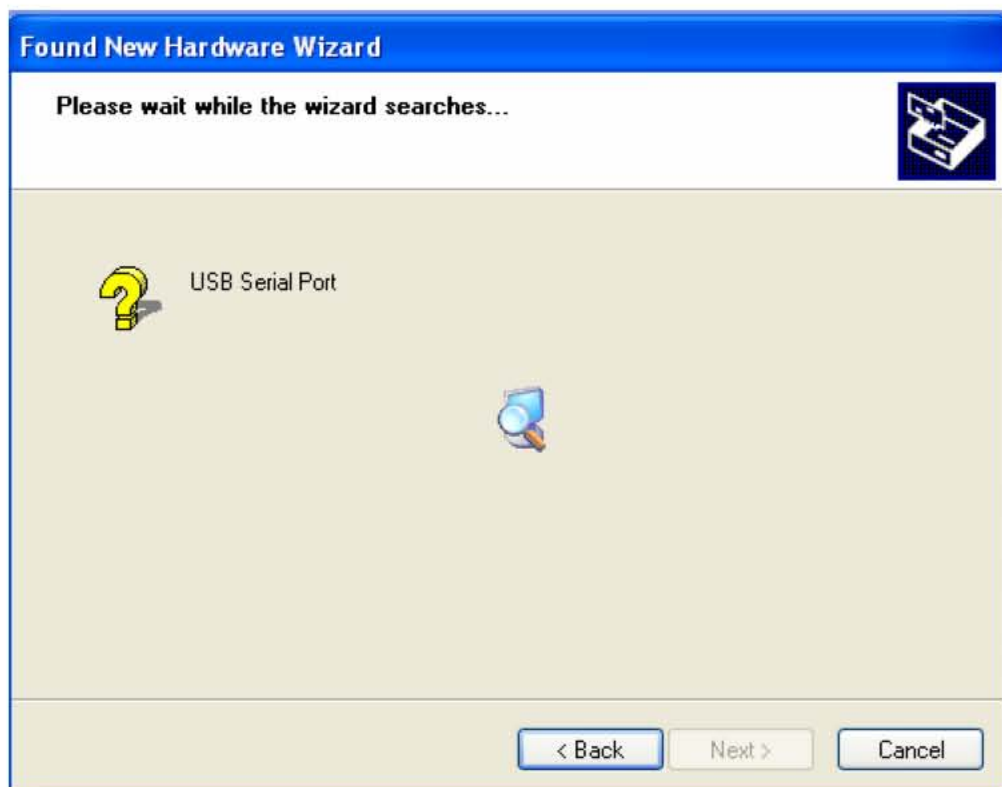 Found New Hardware Wizard
Please wait while the wizard searches...
USB Serial Port
< Back
Next >
Cancel